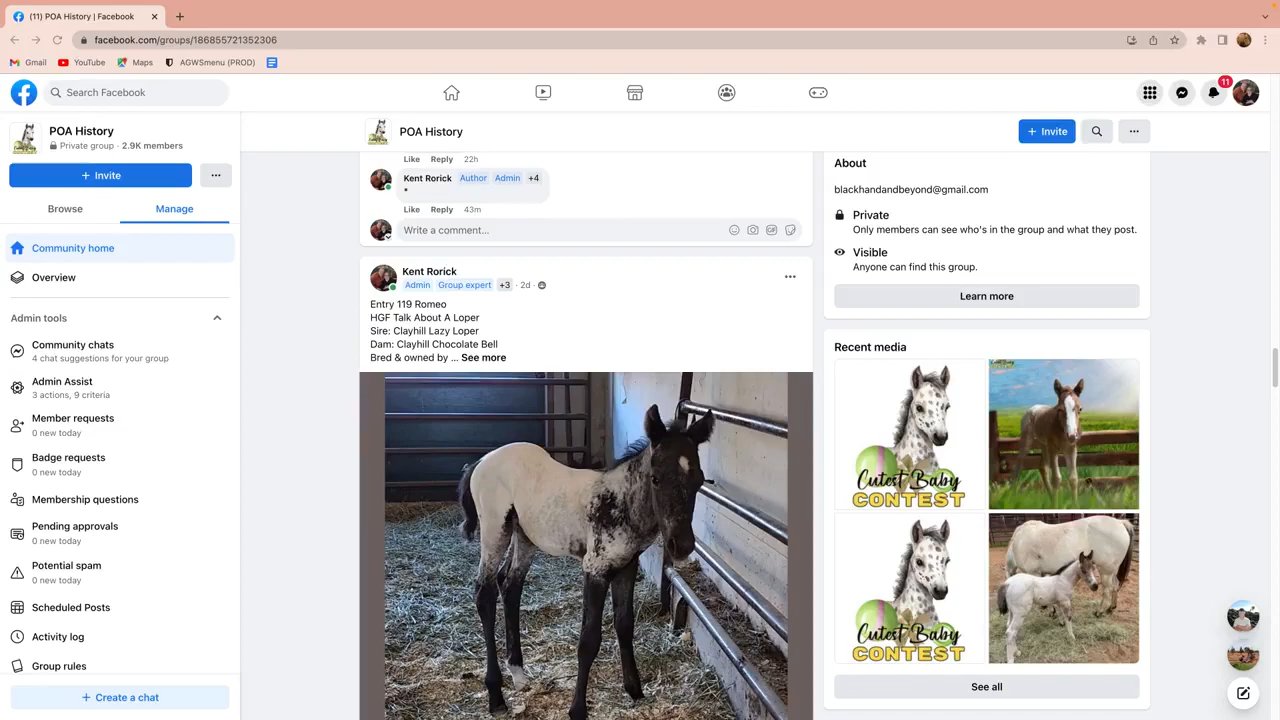 (11) POA History | Facebook
facebook.com/groups/186855721352306
Gmail
YouTube
Maps
AGWSmenu (PROD)
Search Facebook
11
POA History
Private group · 2.9K members
+ Invite
Browse
Manage
Community home
Overview
Admin tools
Community chats
4 chat suggestions for your group
Admin Assist
3 actions, 9 criteria
Member requests
0 new today
Badge requests
0 new today
Membership questions
Pending approvals
0 new today
Potential spam
0 new today
Scheduled Posts
Activity log
Group rules
+ Create a chat
POA History
+ Invite
Like Reply 22h
Kent Rorick Author Admin +4
*
Like Reply 43m
Write a comment...
Kent Rorick
Admin Group expert +3 · 2d ·
Entry 119 Romeo
HGF Talk About A Loper
Sire: Clayhill Lazy Loper
Dam: Clayhill Chocolate Bell
Bred & owned by ... See more
About
blackhandandbeyond@gmail.com
Private
Only members can see who's in the group and what they post.
Visible
Anyone can find this group.
Learn more
Recent media
Cutest Baby
CONTEST
Cutest Baby
CONTEST
See all